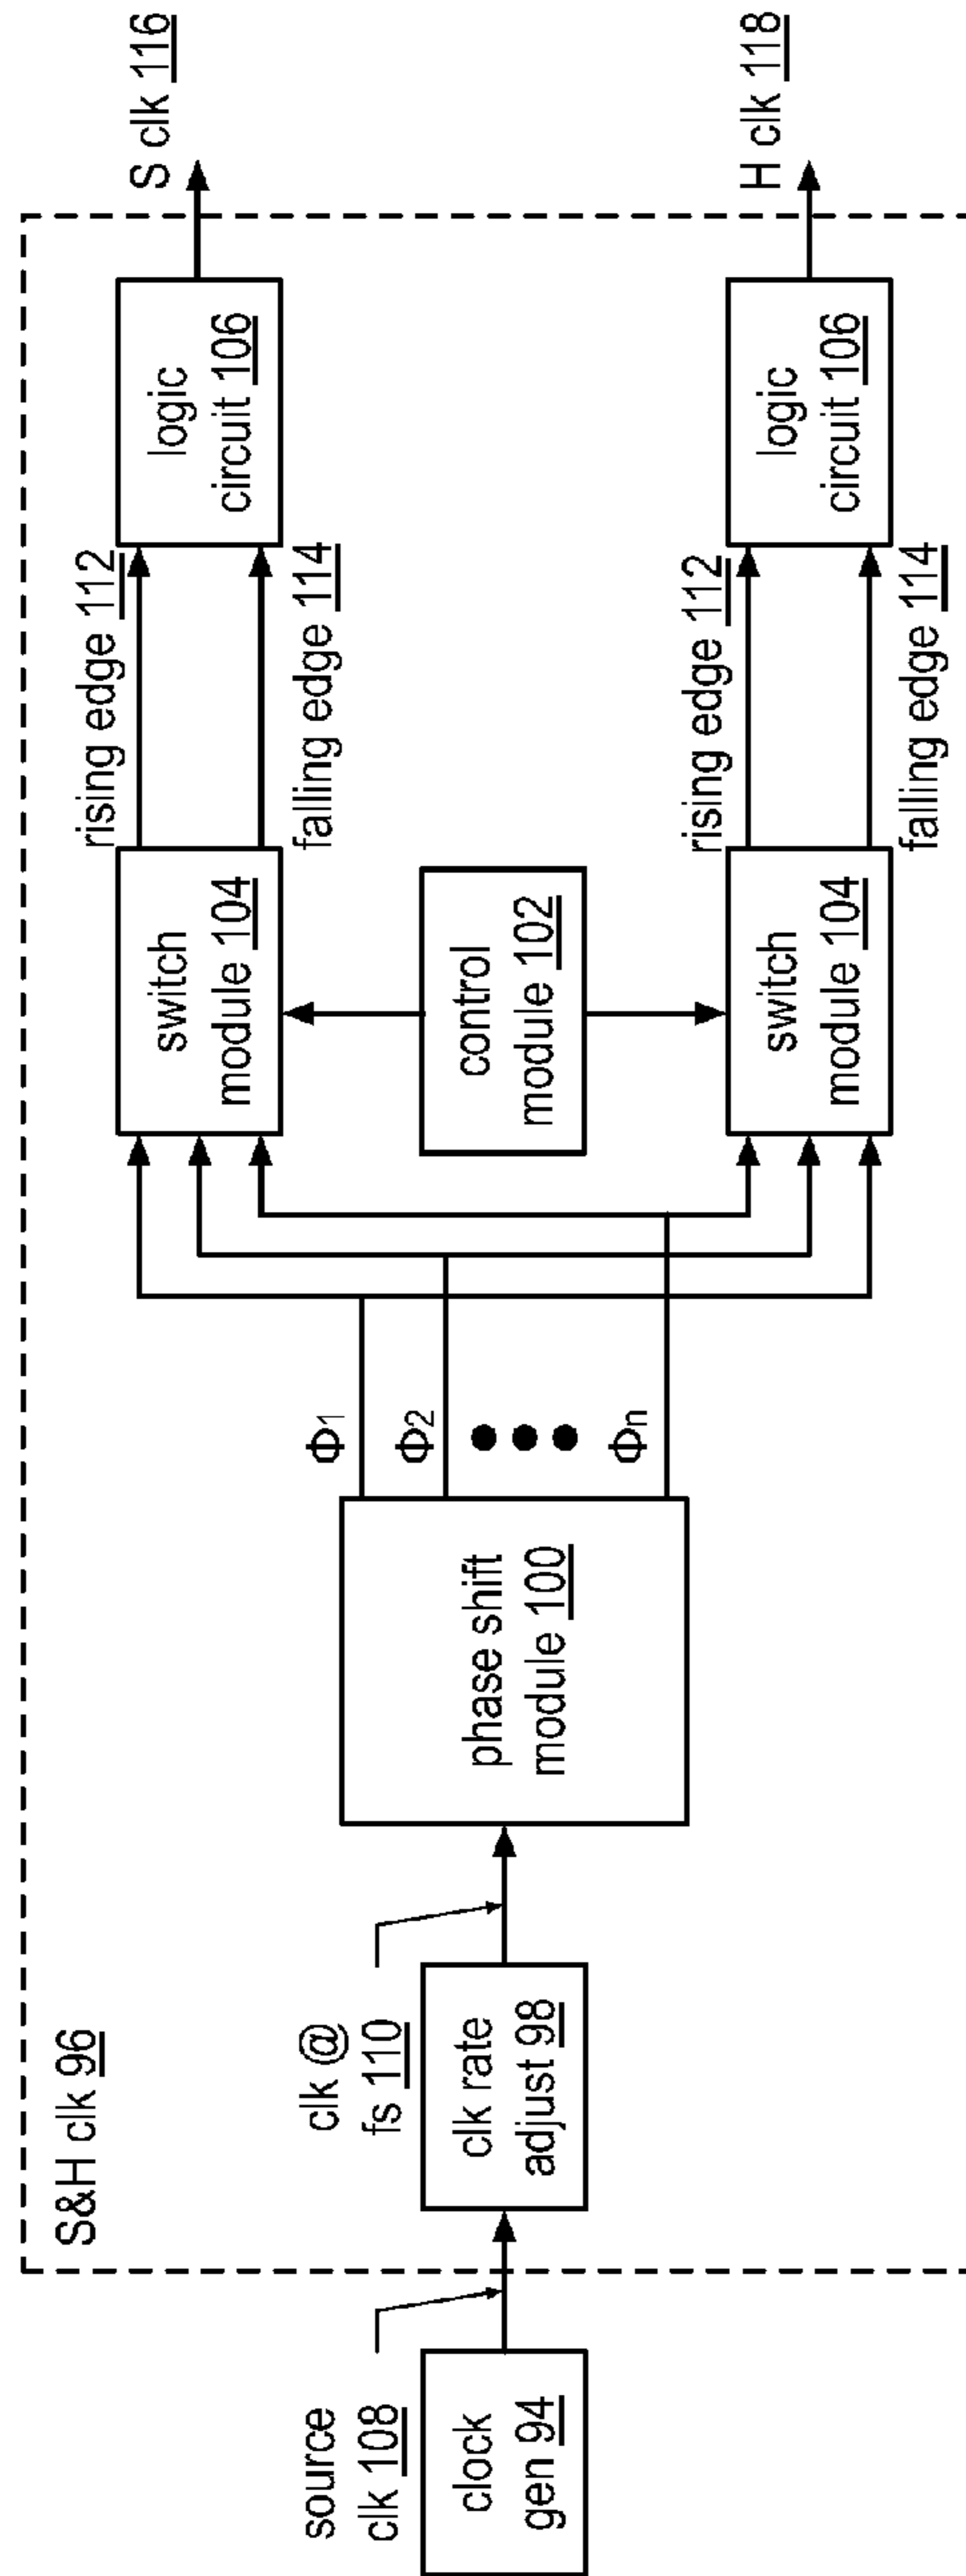 S&H clk 96
source
clk 108
clock
gen 94
clk @
fs 110
clk rate
adjust 98
phase shift
module 100
Φ1
Φ2
Φn
switch
module 104
control
module 102
switch
module 104
rising edge 112
falling edge 114
rising edge 112
falling edge 114
logic
circuit 106
logic
circuit 106
S clk 116
H clk 118